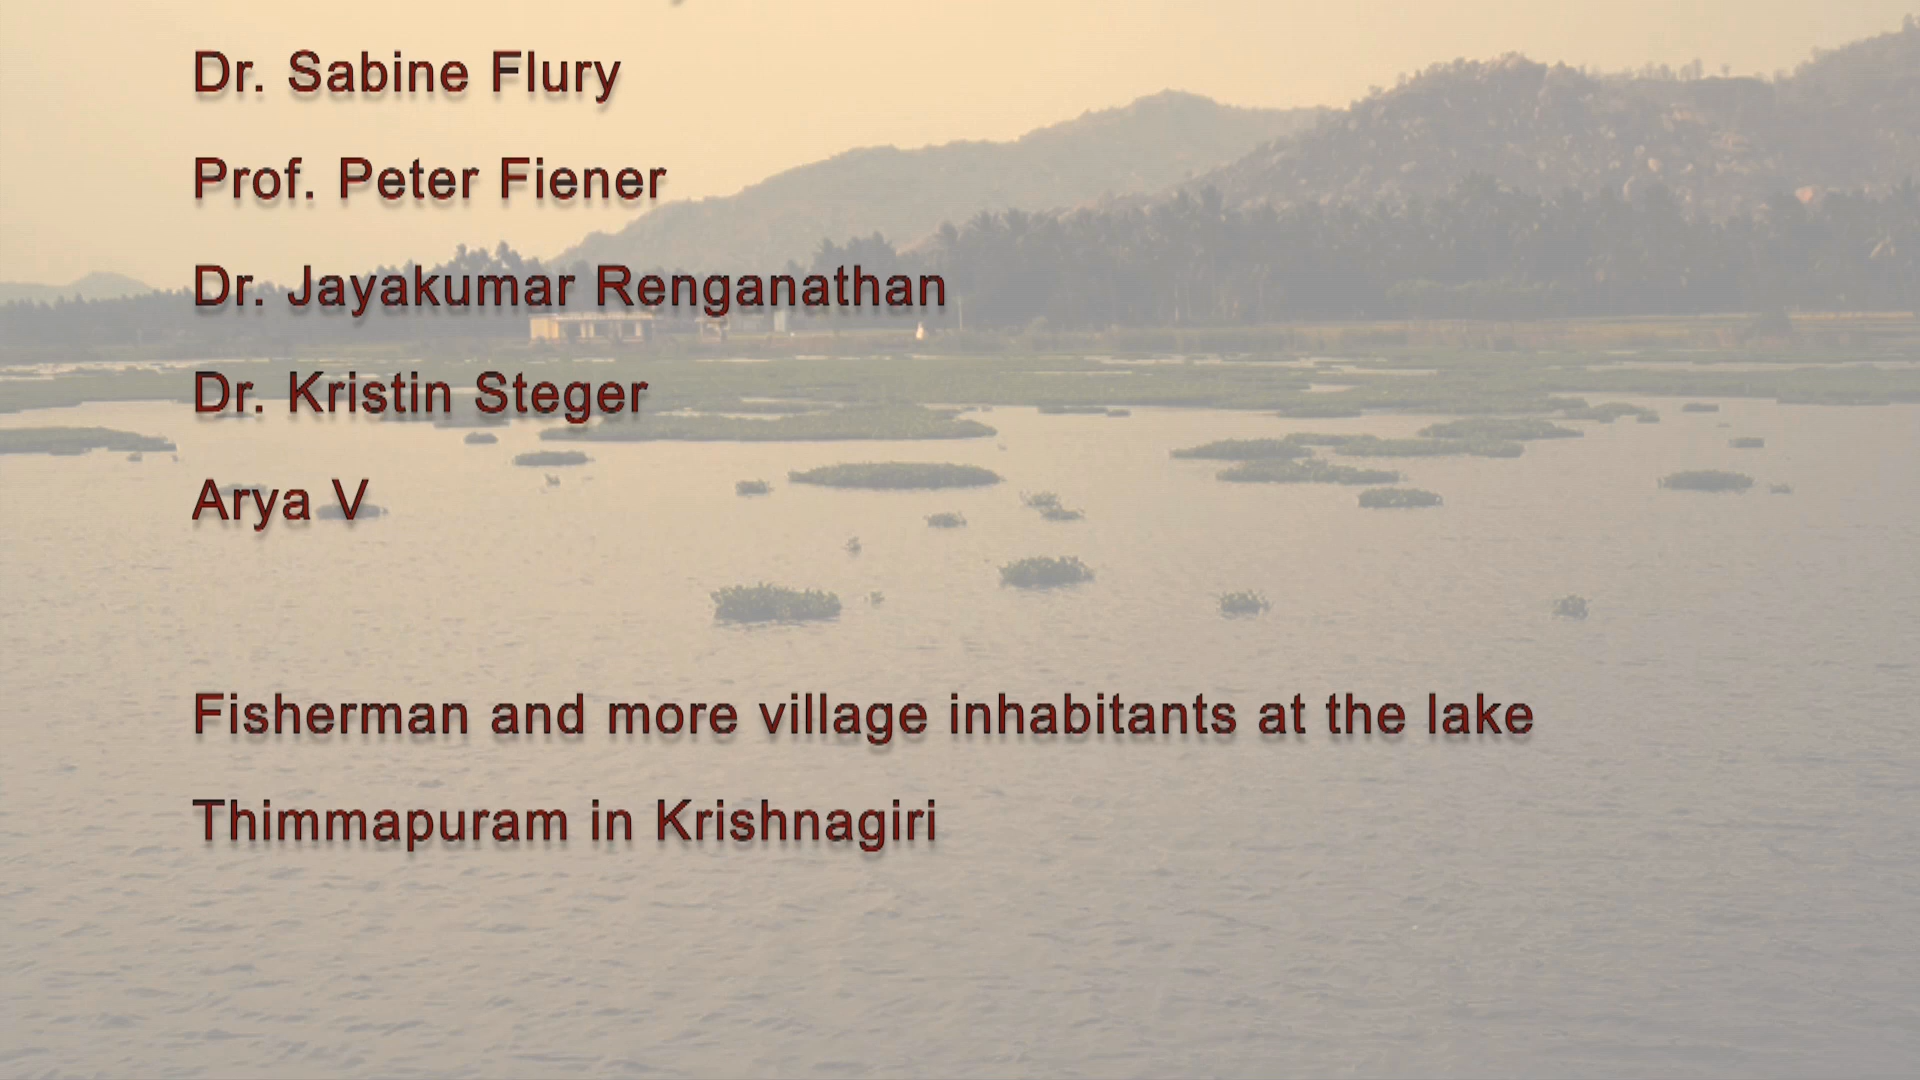 Dr. Sabine Flury
Prof. Peter Fiener
Dr. Jayakumar Renganathan
Dr. Kristin Steger
Arya V
Fisherman and more village inhabitants at the lake
Thimmapuram in Krishnagiri